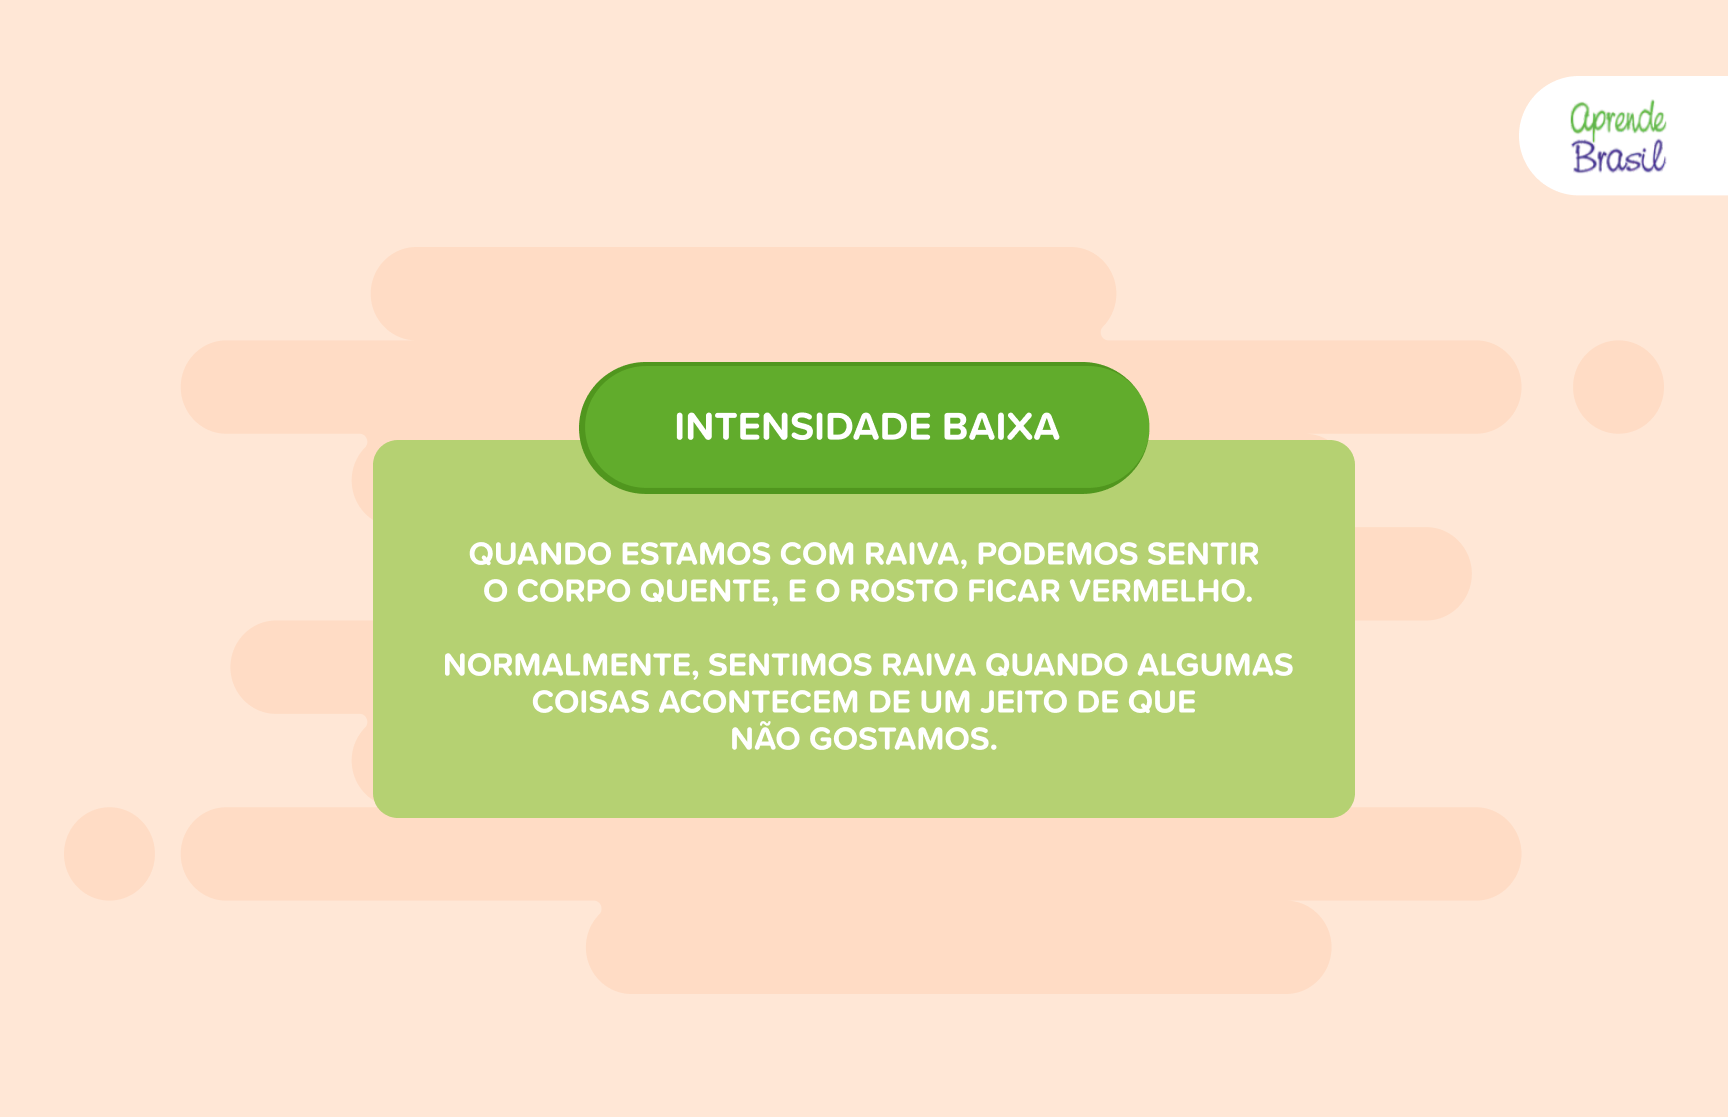 aprende
Brasil
INTENSIDADE BAIXA
QUANDO ESTAMOS COM RAIVA, PODEMOS SENTIR
O CORPO QUENTE, E O ROSTO FICAR VERMELHO.
NORMALMENTE, SENTIMOS RAIVA QUANDO ALGUMAS
COISAS ACONTECEM DE UM JEITO DE QUE
NÃO GOSTAMOS.